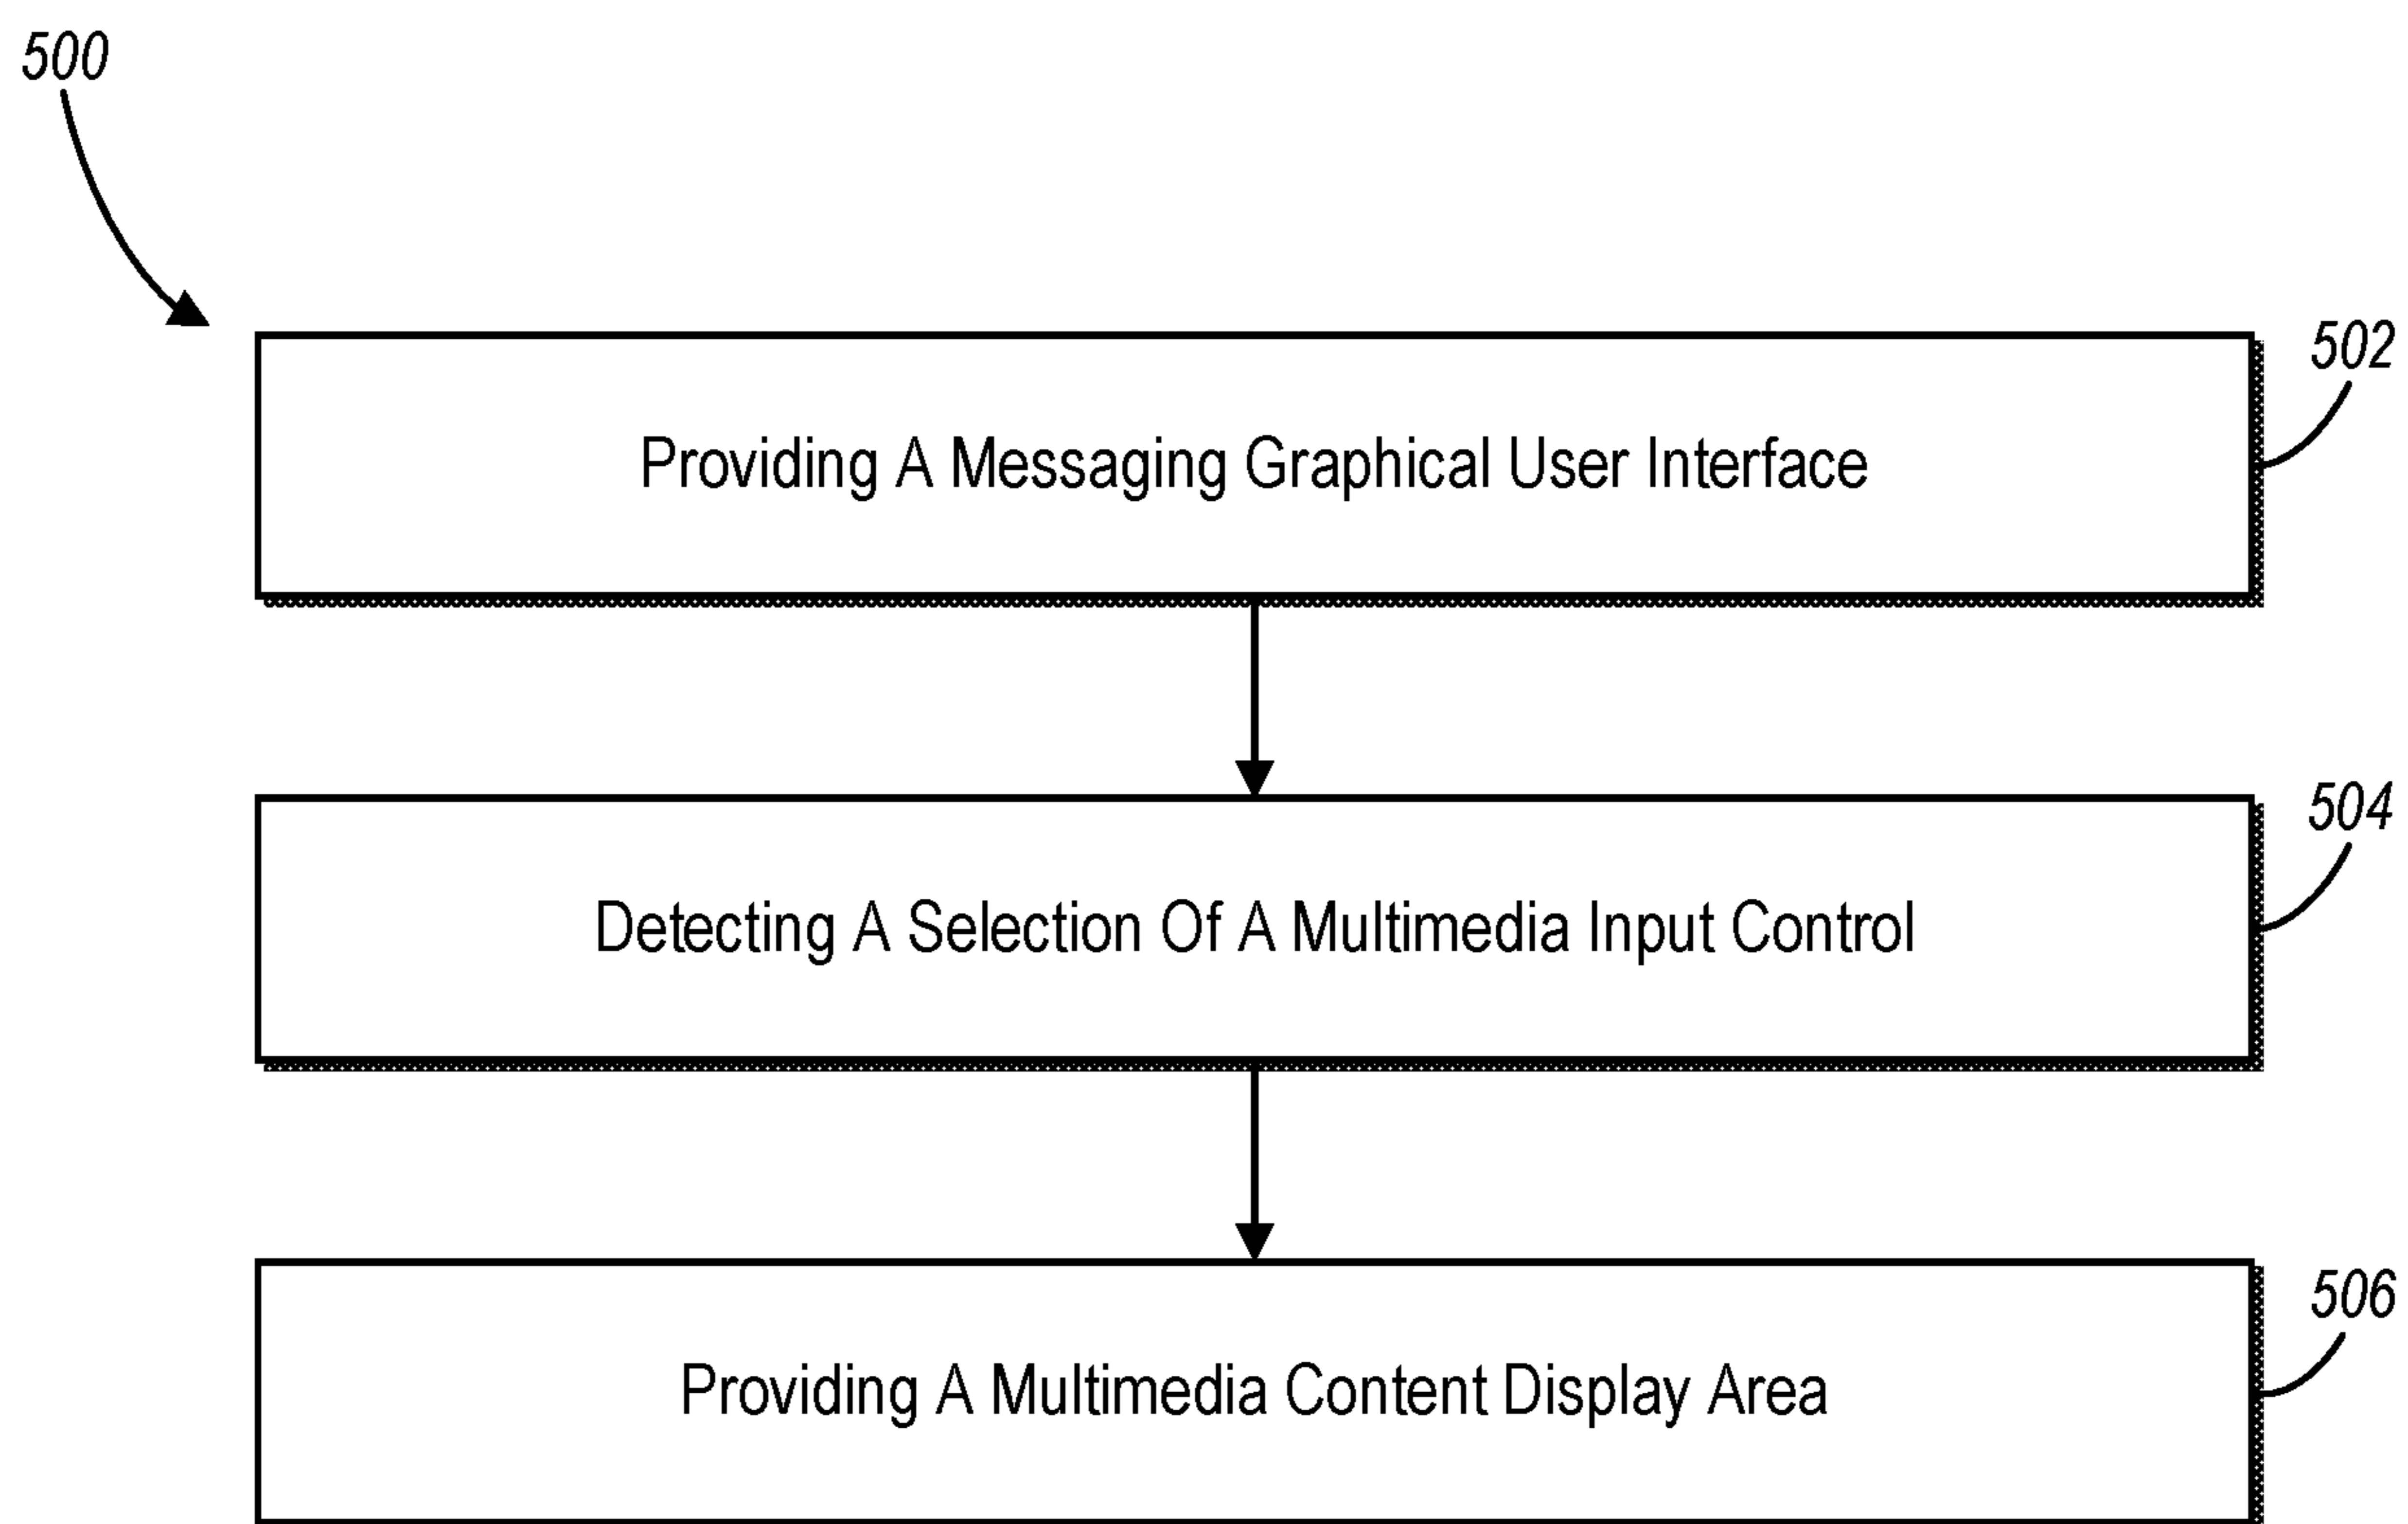 500
502
Providing A Messaging Graphical User Interface
504
Detecting A Selection Of A Multimedia Input Control
506
Providing A Multimedia Content Display Area